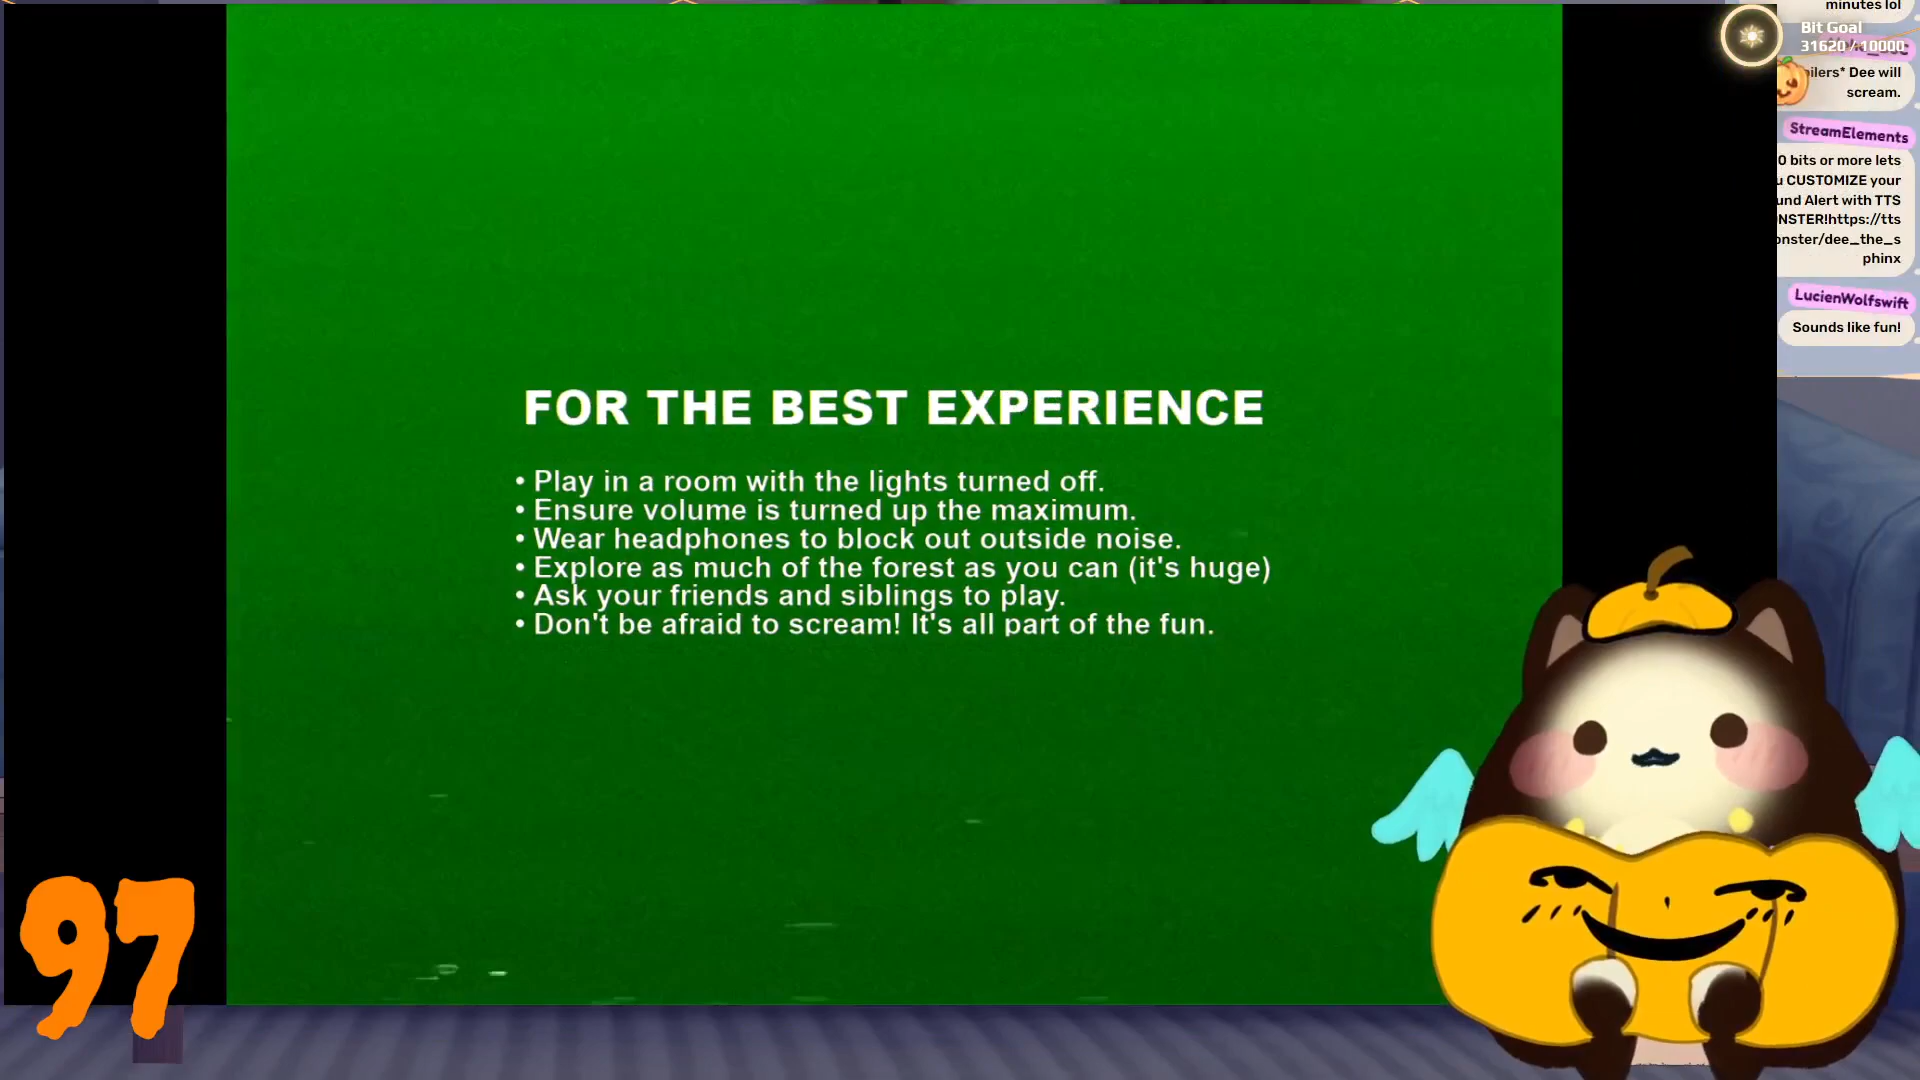 minutes lol
Bit Goal
31620 / 10000
ilers* Dee will
scream.
StreamElements
0 bits or more lets
u CUSTOMIZE your
und Alert with TTS
NSTER!https://tts
onster/dee_the_s
phinx
LucienWolfswift
Sounds like fun!
FOR THE BEST EXPERIENCE
• Play in a room with the lights turned off.
• Ensure volume is turned up the maximum.
• Wear headphones to block out outside noise.
• Explore as much of the forest as you can (it's huge)
• Ask your friends and siblings to play.
• Don't be afraid to scream! It's all part of the fun.
97